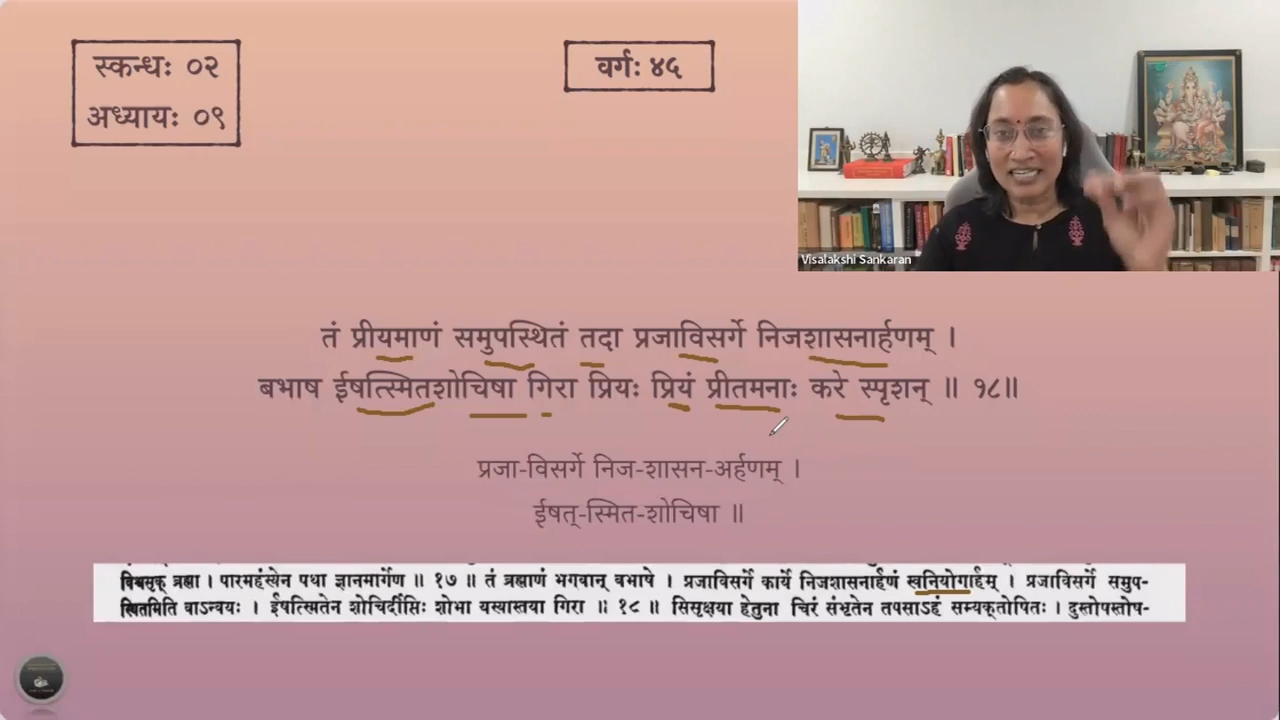 स्कन्धः ०२
अध्यायः ०९
वर्गः ४५
Visalakshi Sankaran
तं प्रीयमाणं समुपस्थितं तदा प्रजाविसर्गे निजशासनार्हणम् ।
बभाष ईषत्स्मितशोचिषा गिरा प्रियः प्रियं प्रीतमनाः करे स्पृशन् ॥ १८॥
प्रजा-विसर्गे निज-शासन-अर्हणम् ।
ईषत्-स्मित-शोचिषा ॥
विश्वसृक् ब्रह्मा । पारमहंस्येन पथा ज्ञानमार्गेण ॥ १७ ॥ तं ब्रह्माणं भगवान् बभाषे । प्रजाविसर्गे कार्ये निजशासनार्हणं स्वनियोगार्हम् । प्रजाविसर्गे समुप-
स्थितमिति वाऽन्वयः । ईषत्स्मितेन शोचिर्दीप्तिः शोभा यस्यास्तया गिरा ॥ १८ ॥ सिसृक्षया हेतुना चिरं संभृतेन तपसाऽहं सम्यक्तोषितः । दुस्तोषस्तोष-